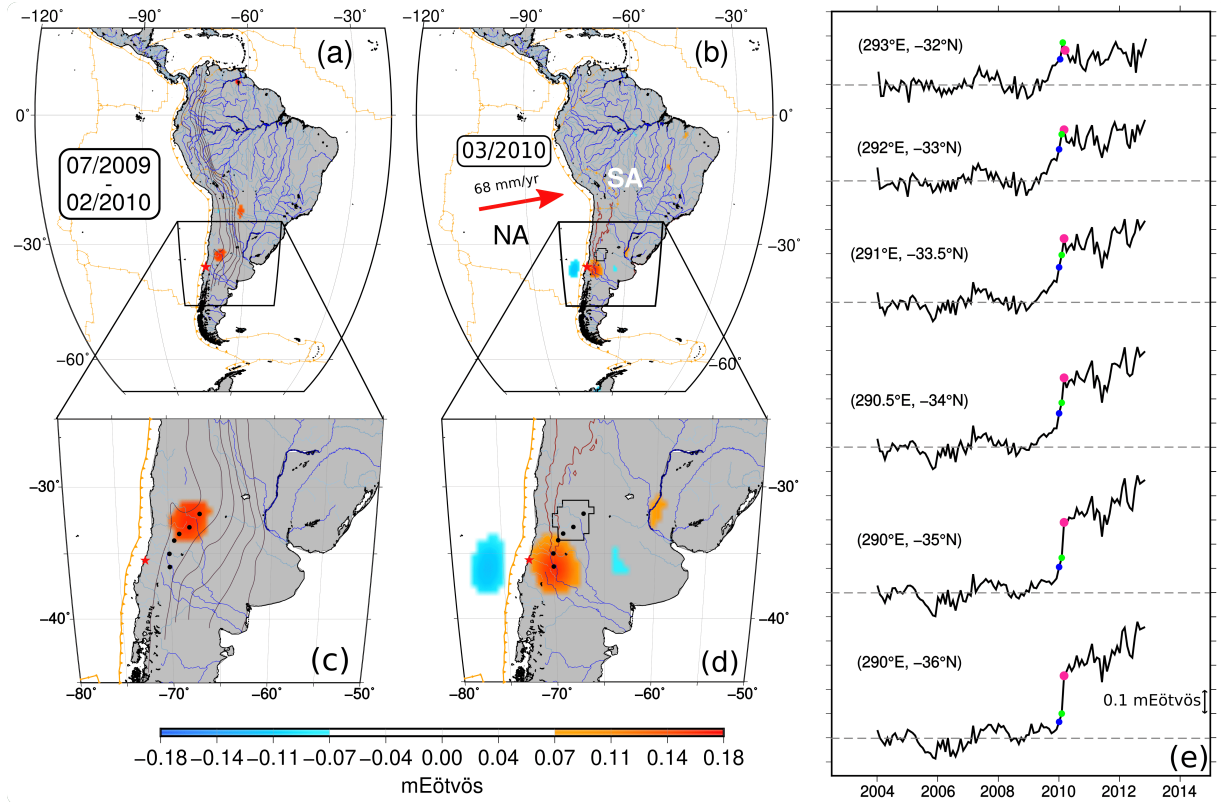 −120° −90° −60° −30°
−120° −90° −60° −30°
(a)
(b)
0°
−30°
−60°
−30°
−60°
07/2009
-
02/2010
03/2010
68 mm/yr
SA
NA
(c)
(d)
−30°
−40°
−30°
−40°
−80° −70° −60° −50°
−80° −70° −60° −50°
−0.18 −0.14 −0.11 −0.07 −0.04 0.00 0.04 0.07 0.11 0.14 0.18
mEötvös
(293°E, −32°N)
(292°E, −33°N)
(291°E, −33.5°N)
(290.5°E, −34°N)
(290°E, −35°N)
(290°E, −36°N)
0.1 mEötvös
(e)
2004 2006 2008 2010 2012 2014